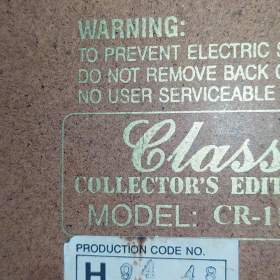 WARNING:
TO PREVENT ELECTRIC S
DO NOT REMOVE BACK
NO USER SERVICEABLE
Class
COLLECTOR'S EDIT
MODEL: CR-1
PRODUCTION CODE NO.
H 94 48